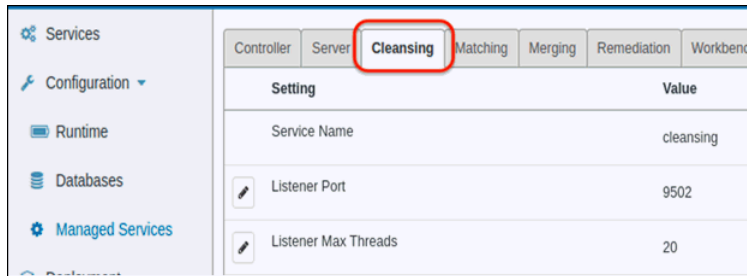 Services
Configuration
Runtime
Databases
Managed Services
Controller Server Cleansing Matching Merging Remediation
Setting Value
Service Name cleansing
Listener Port 9502
Listener Max Threads 20